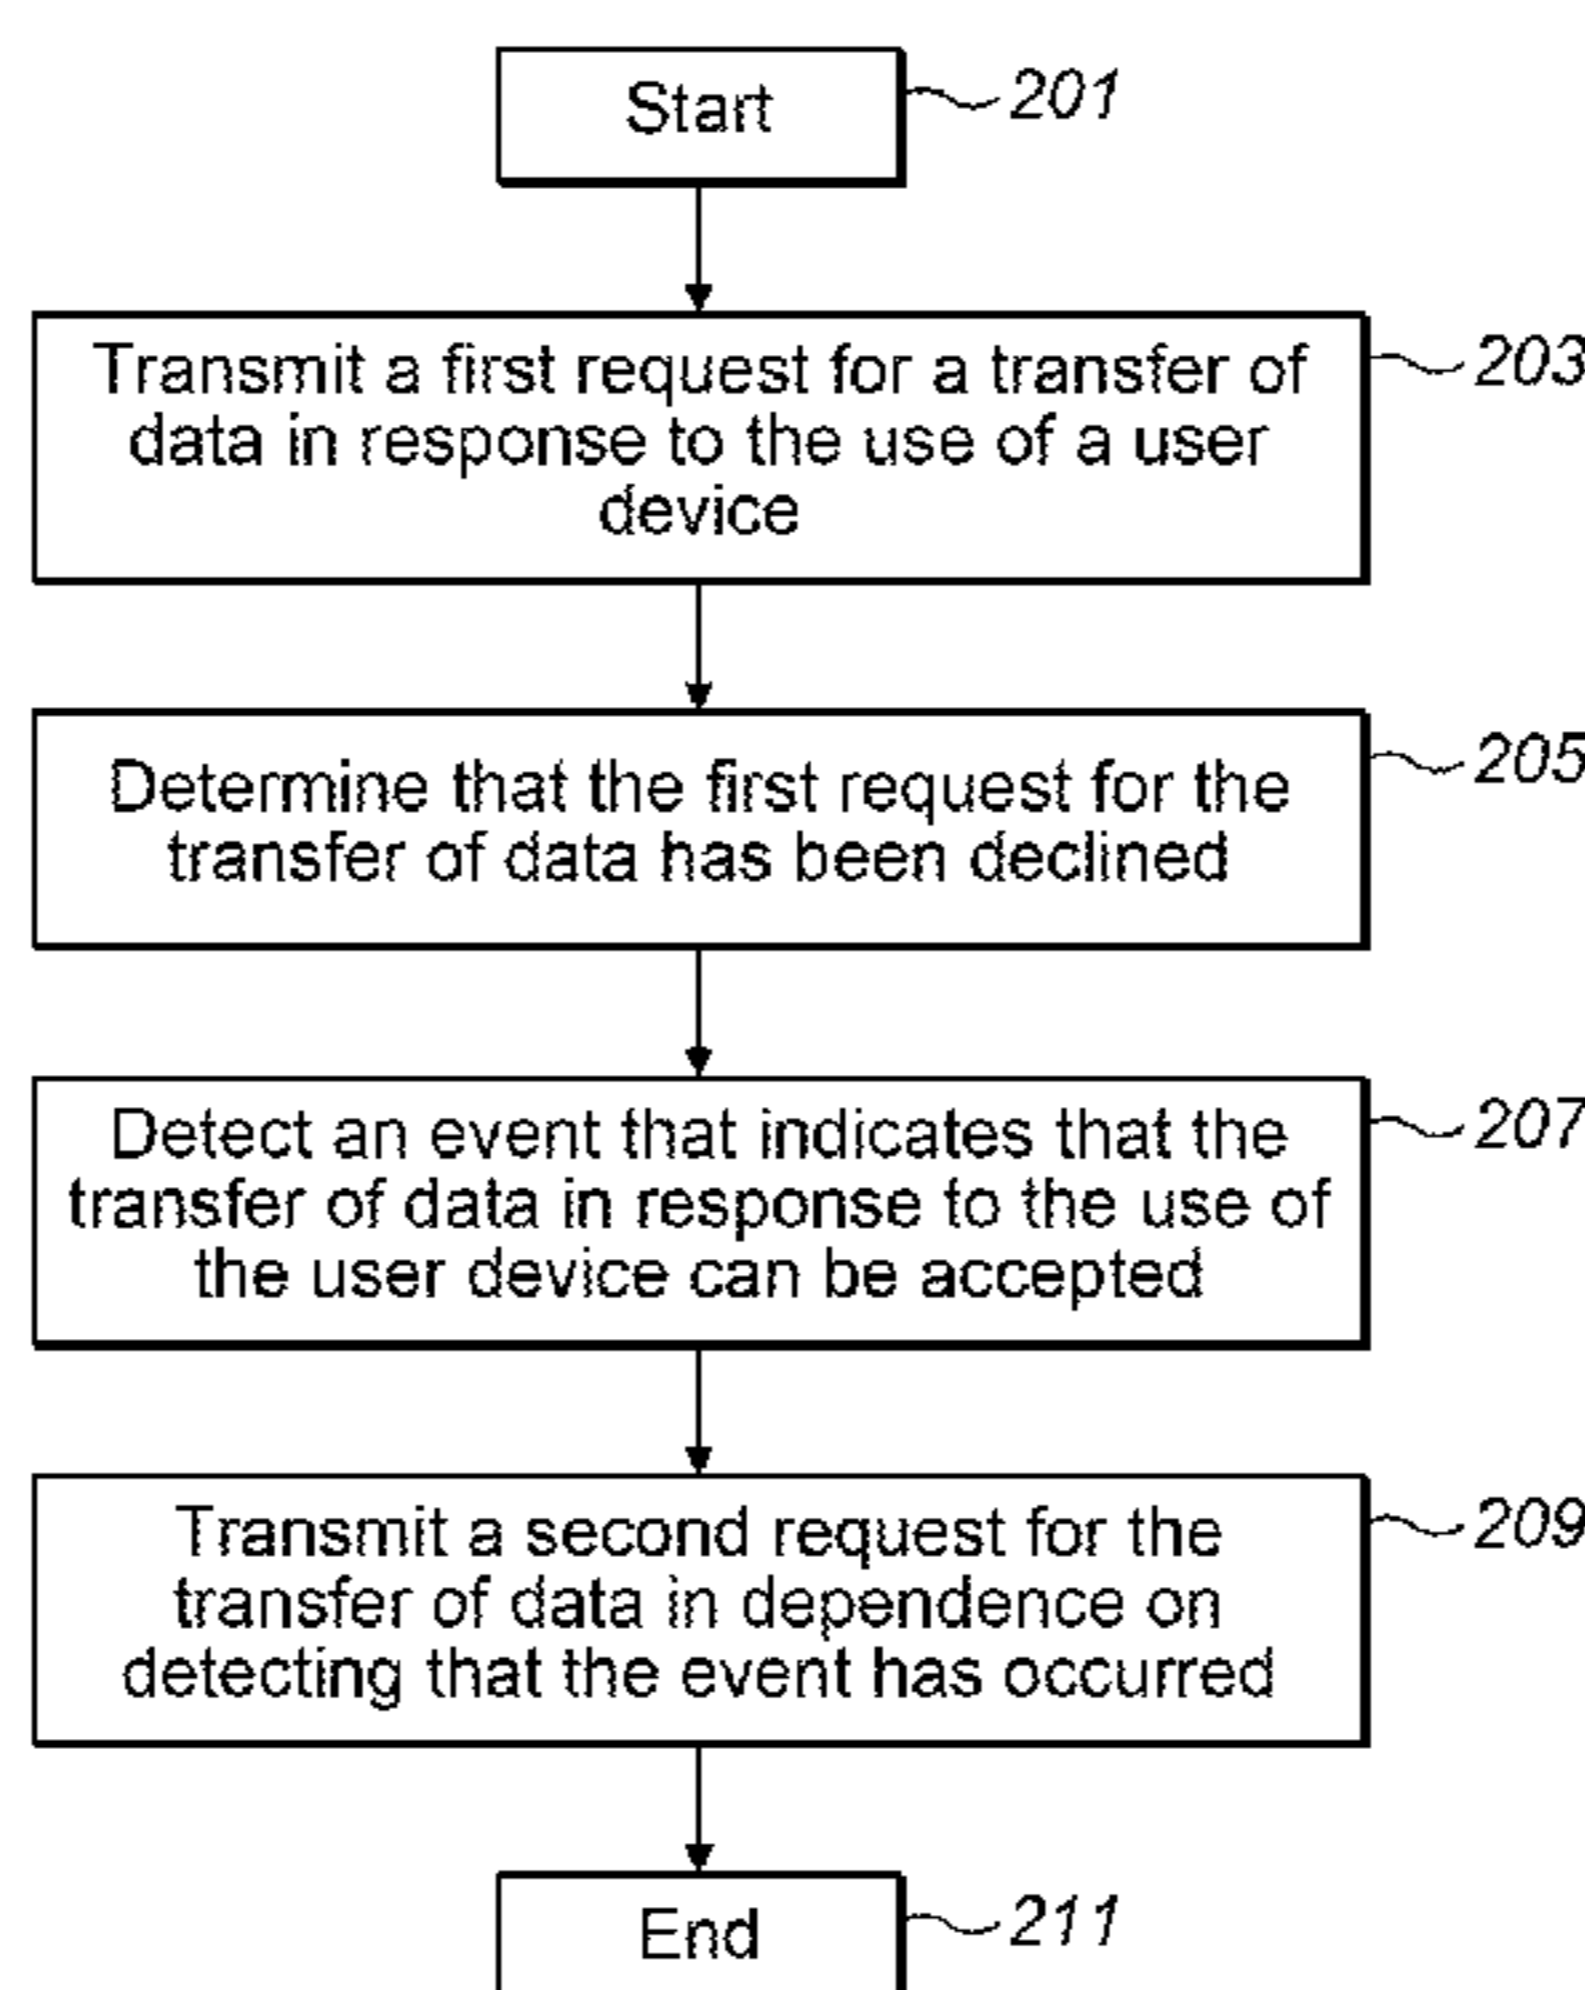 Start
201
Transmit a first request for a transfer of
data in response to the use of a user
device
203
Determine that the first request for the
transfer of data has been declined
205
Detect an event that indicates that the
transfer of data in response to the use of
the user device can be accepted
207
Transmit a second request for the
transfer of data in dependence on
detecting that the event has occurred
209
End
211